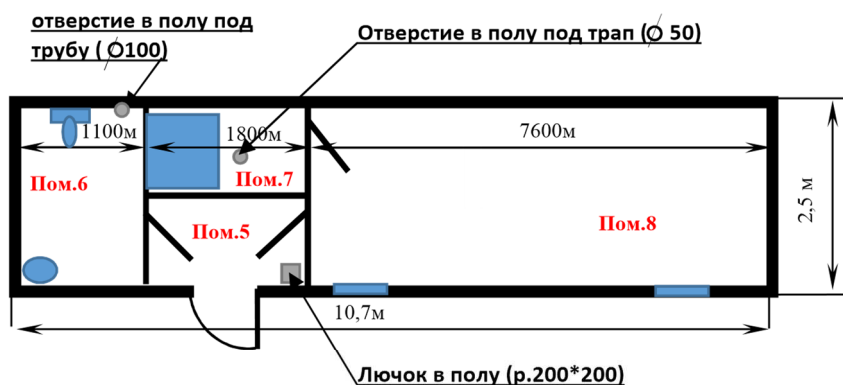 отверстие в полу под
трубу ( ∅100)
Отверстие в полу под трап (∅ 50)
1100м
1800м
7600м
Пом.6
Пом.7
Пом.5
Пом.8
2,5 м
10,7м
Лючок в полу (р.200*200)